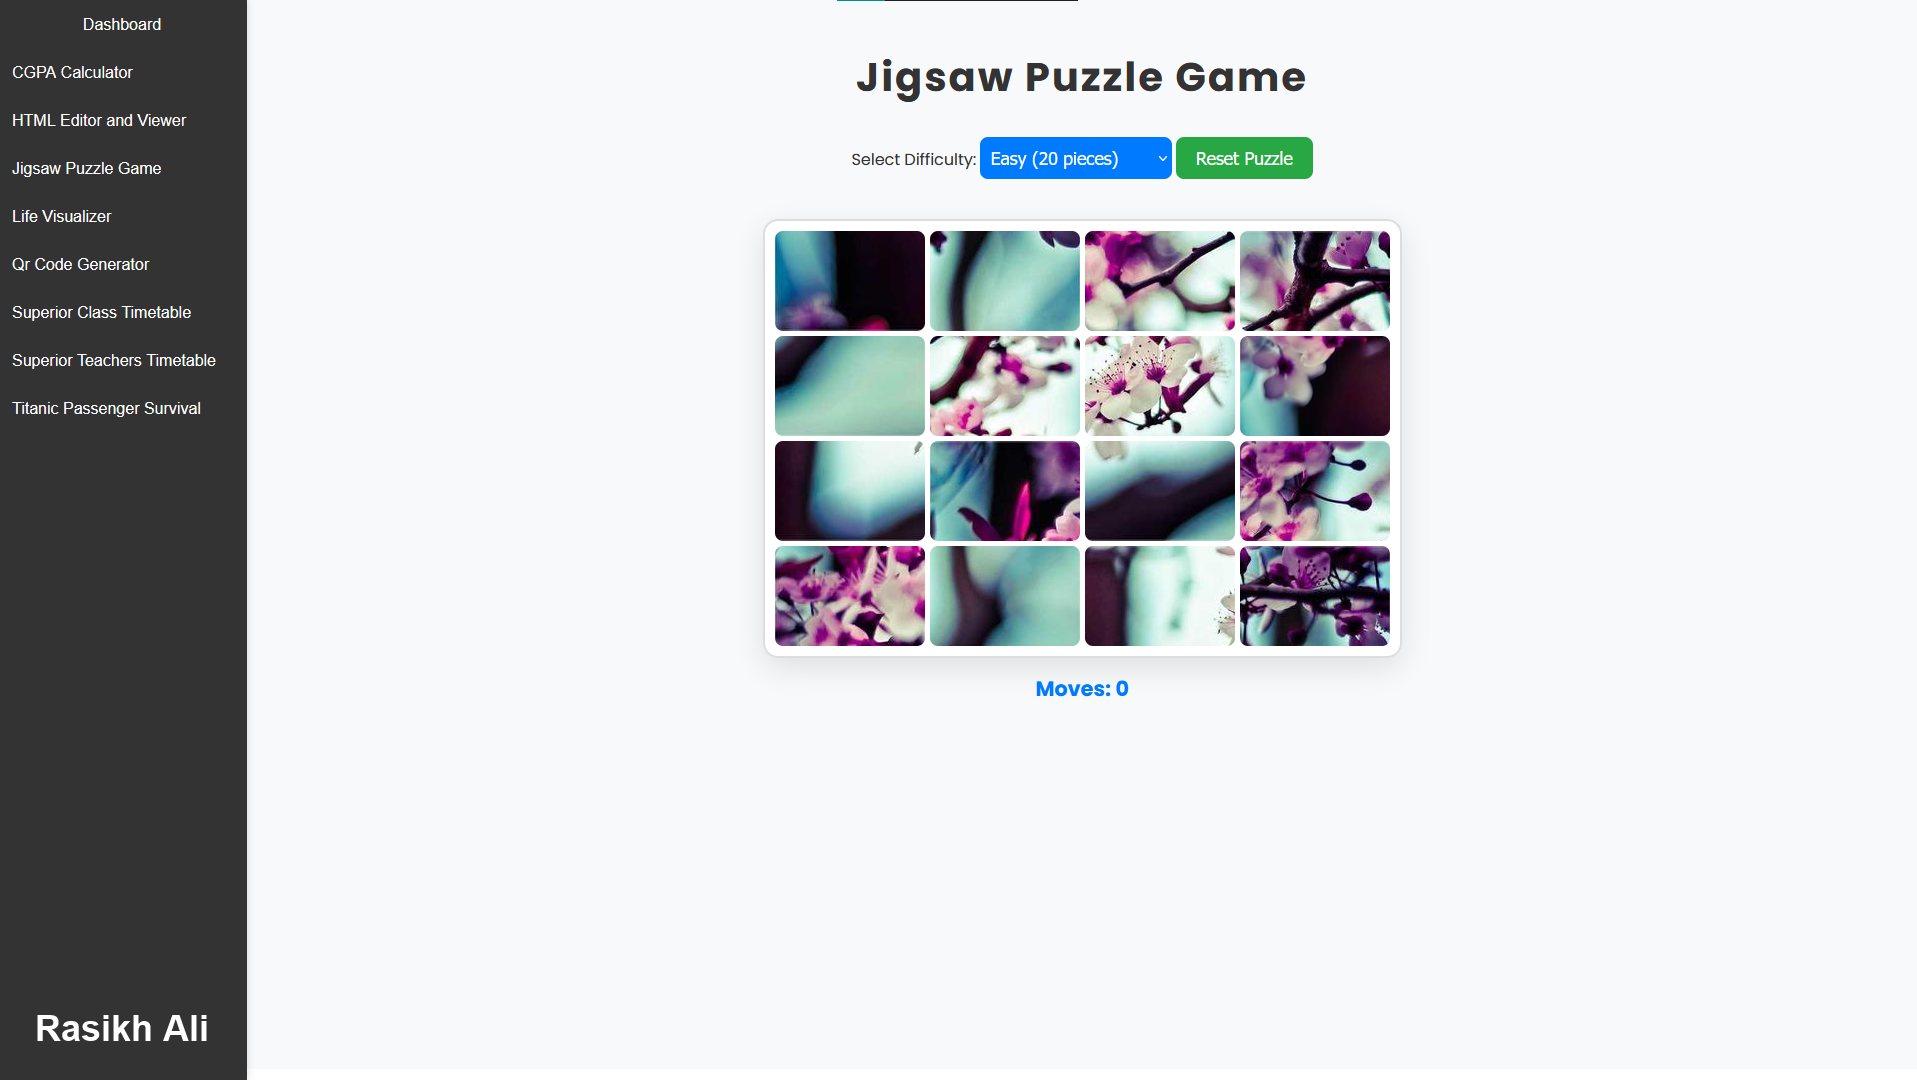 Dashboard
CGPA Calculator
HTML Editor and Viewer
Jigsaw Puzzle Game
Life Visualizer
Qr Code Generator
Superior Class Timetable
Superior Teachers Timetable
Titanic Passenger Survival
Rasikh Ali
Jigsaw Puzzle Game
Select Difficulty: Easy (20 pieces) Reset Puzzle
Moves: 0